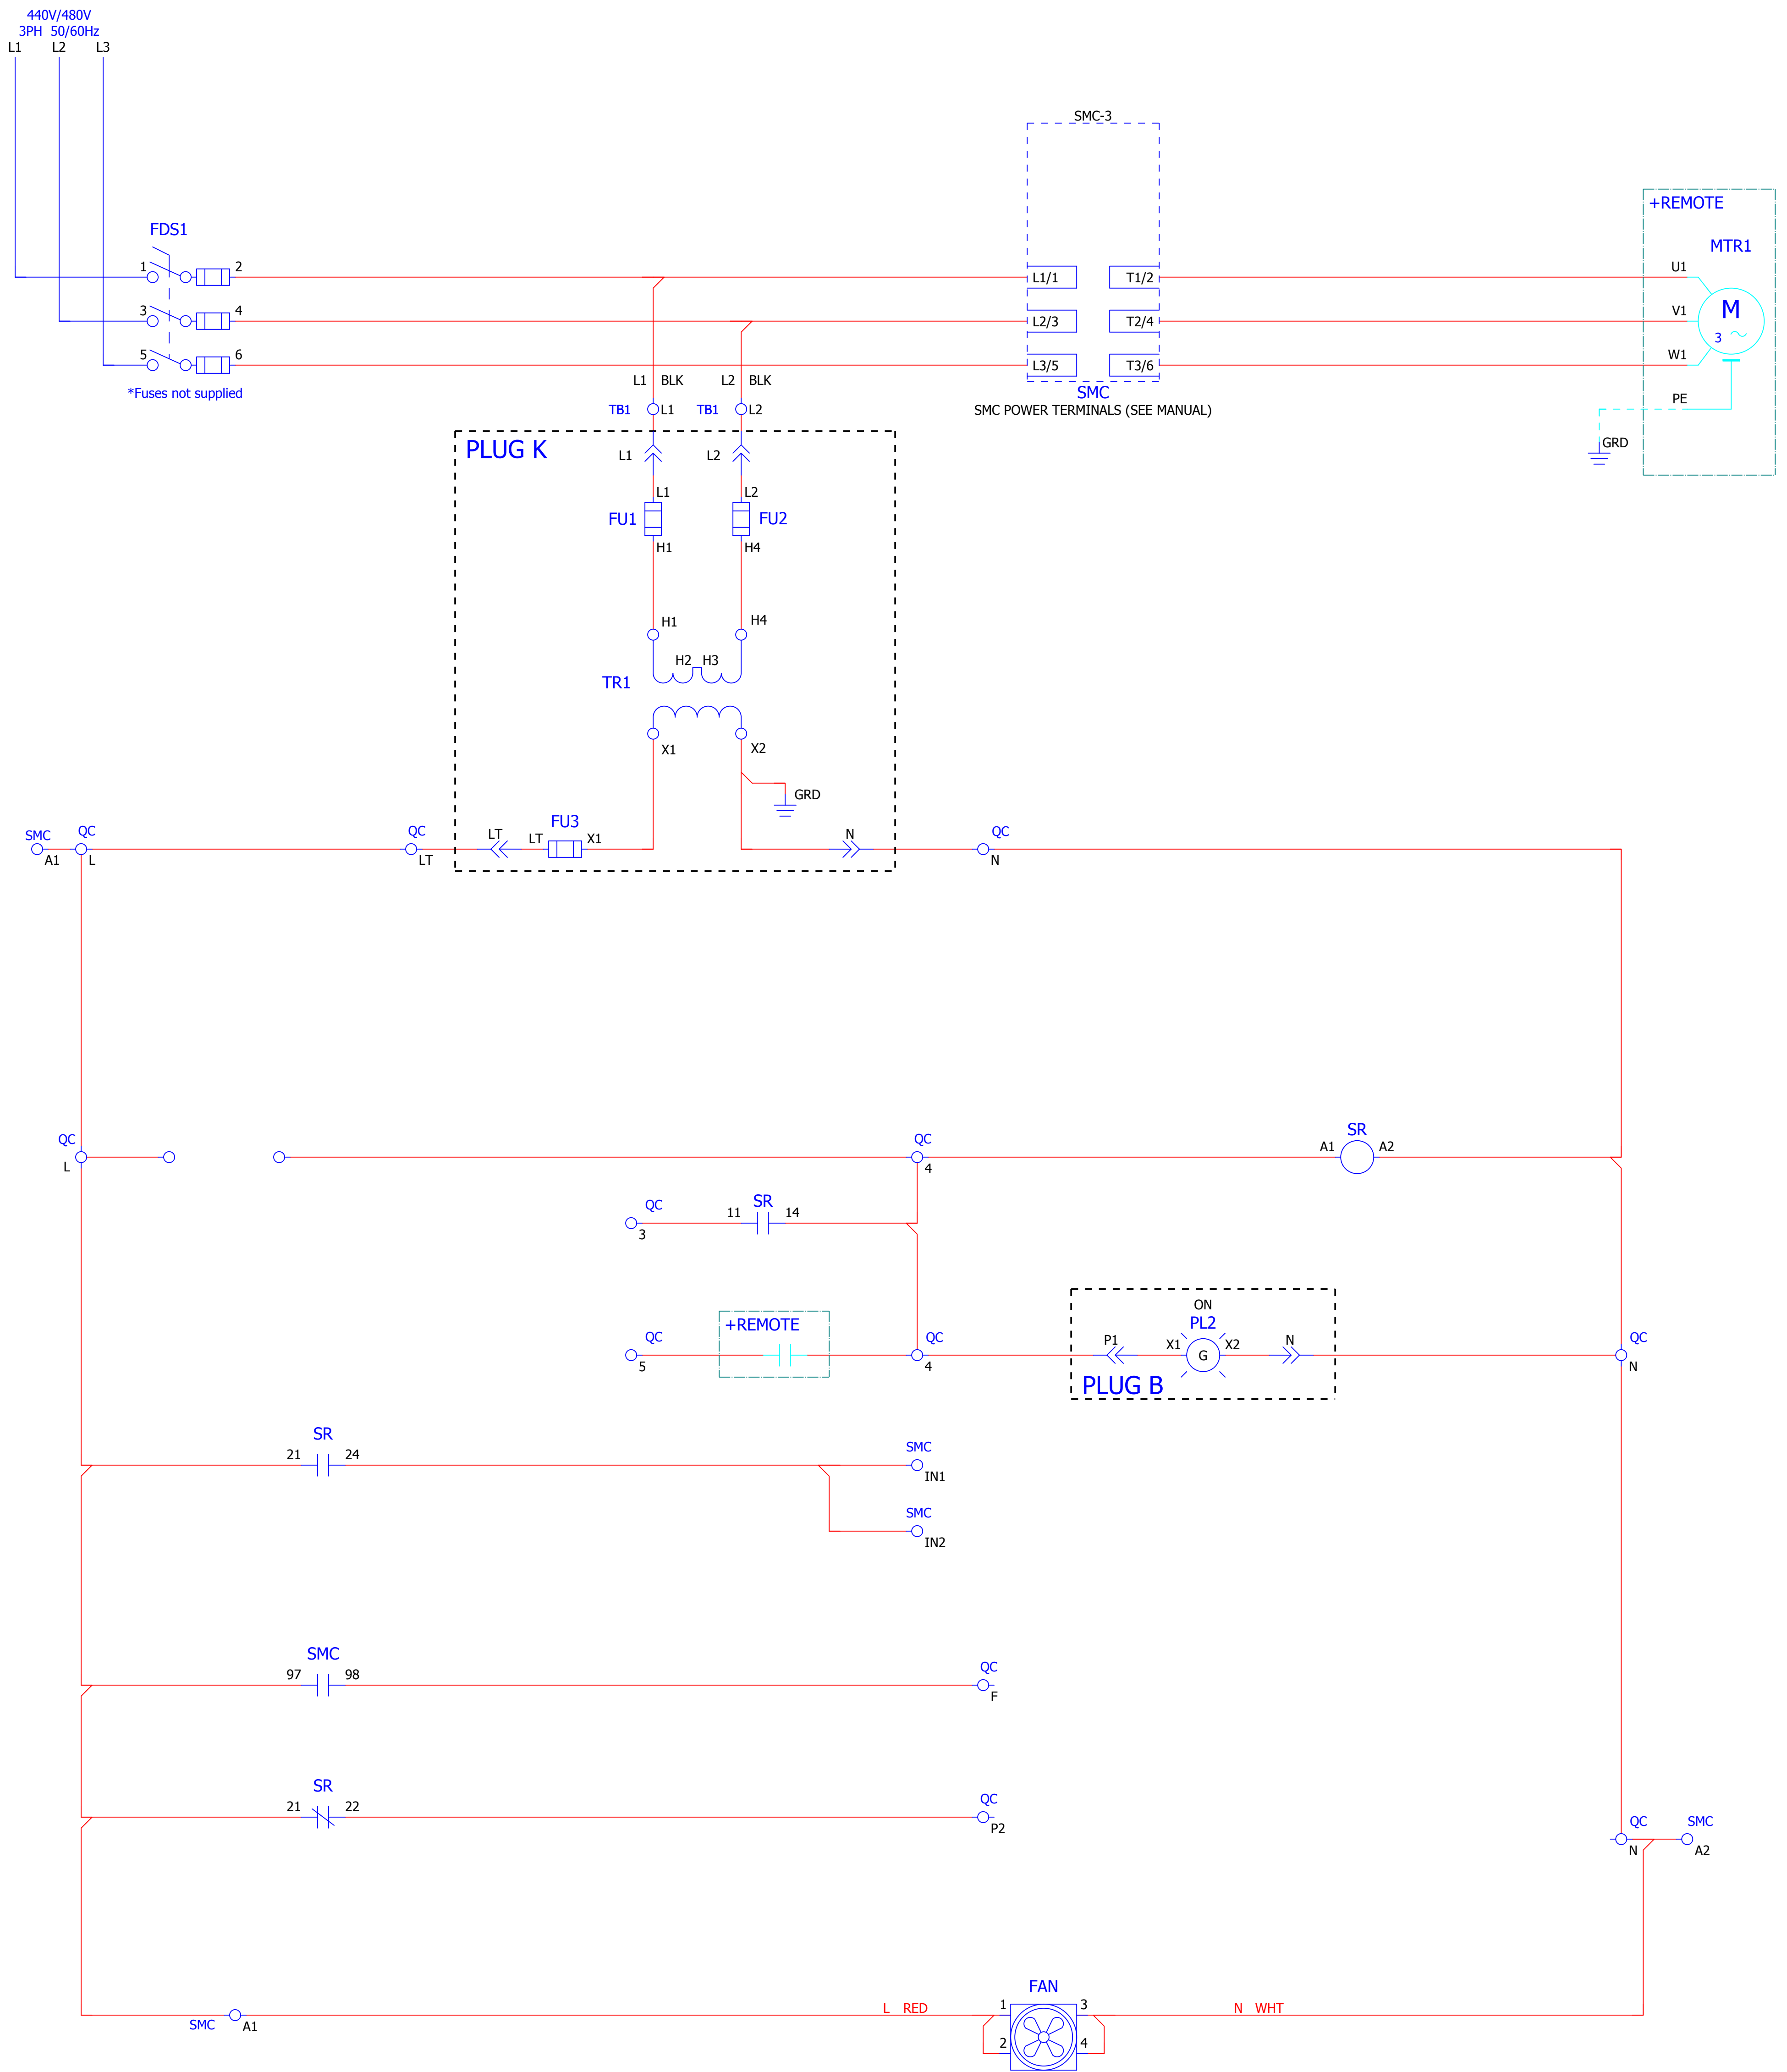 440V/480V
3PH 50/60Hz
L1 L2 L3
SMC-3
+REMOTE
MTR1
FDS1
1 2
L1/1 T1/2
U1
3 4
L2/3 T2/4
V1
M
3
5 6
L3/5 T3/6
W1
*Fuses not supplied
SMC
SMC POWER TERMINALS (SEE MANUAL)
PE
GRD
L1 BLK L2 BLK
TB1 L1 TB1 L2
PLUG K
L1 L2
L1 L2
FU1 FU2
H1 H4
H1 H4
H2 H3
TR1
X1 X2
GRD
SMC QC QC
A1 L LT
LT LT FU3 X1
N
QC
N
QC
L
QC
4
SR
A1 A2
QC
3
SR
11 14
QC
5
+REMOTE
QC
4
ON
PL2
P1 X1 G X2 N
PLUG B
QC
N
SR
21 24
SMC
IN1
SMC
IN2
SMC
97 98
QC
F
SR
21 22
QC
P2
QC SMC
N A2
SMC A1
L RED
FAN
1 3
2 4
N WHT